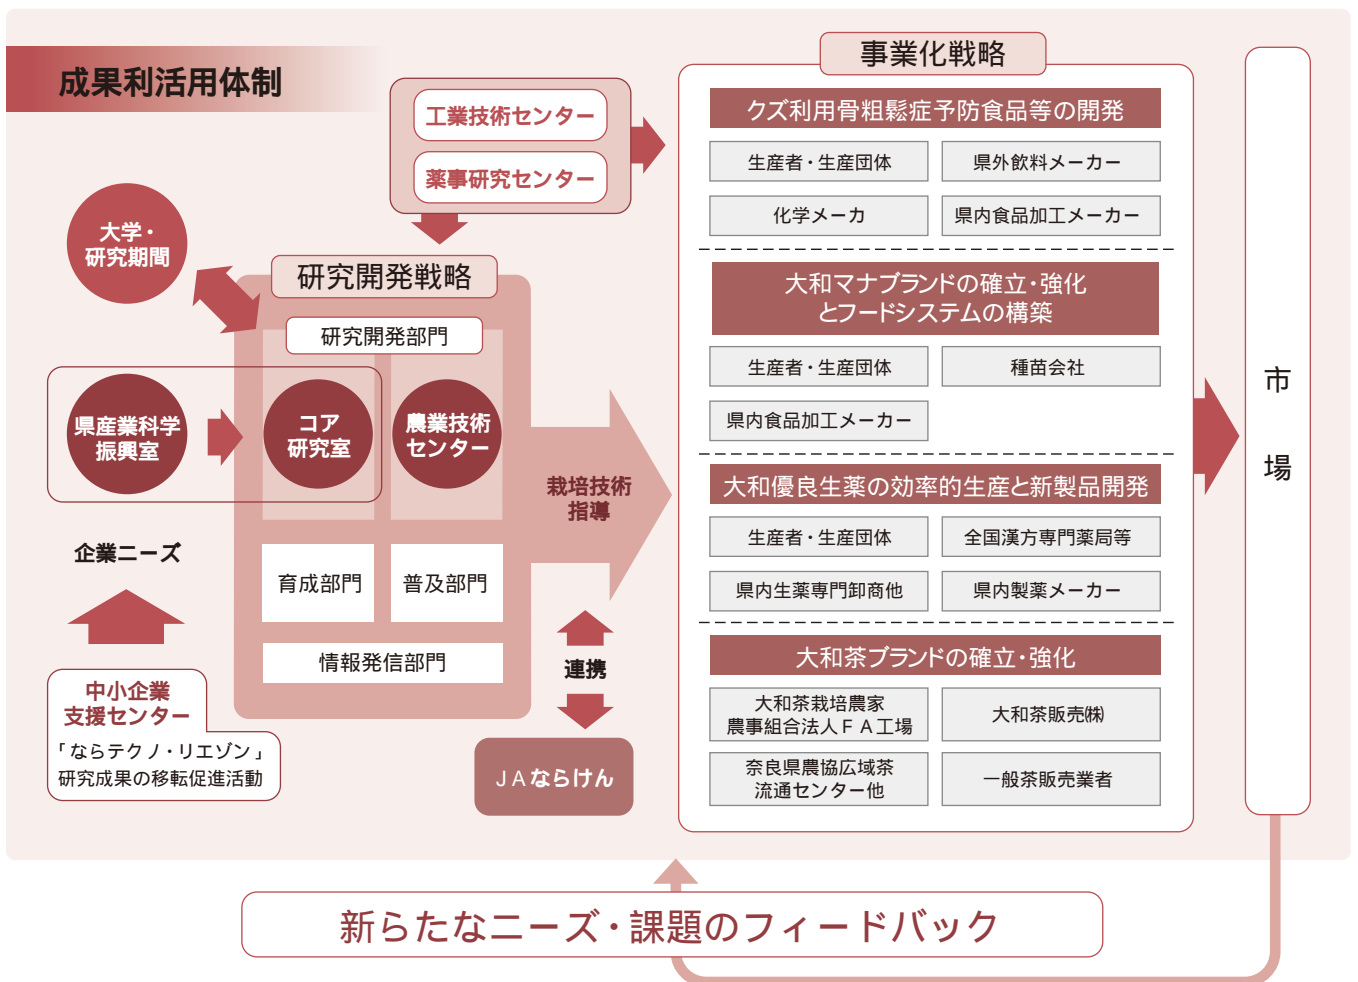 成果利活用体制
工業技術センター
薬事研究センター
大学・
研究期間
研究開発戦略
研究開発部門
県産業科学
振興室
コア
研究室
農業技術
センター
企業ニーズ
育成部門
普及部門
情報発信部門
中小企業
支援センター
「ならテクノ・リエゾン」
研究成果の移転促進活動
栽培技術
指導
連携
JAならけん
事業化戦略
クズ利用骨粗鬆症予防食品等の開発
生産者・生産団体
県外飲料メーカー
化学メーカ
県内食品加工メーカー
大和マナブランドの確立・強化
とフードシステムの構築
生産者・生産団体
種苗会社
県内食品加工メーカー
大和優良生薬の効率的生産と新製品開発
生産者・生産団体
全国漢方専門薬局等
県内生薬専門卸商他
県内製薬メーカー
大和茶ブランドの確立・強化
大和茶栽培農家
農事組合法人FA工場
大和茶販売㈱
奈良県農協広域茶
流通センター他
一般茶販売業者
市場
新らたなニーズ・課題のフィードバック